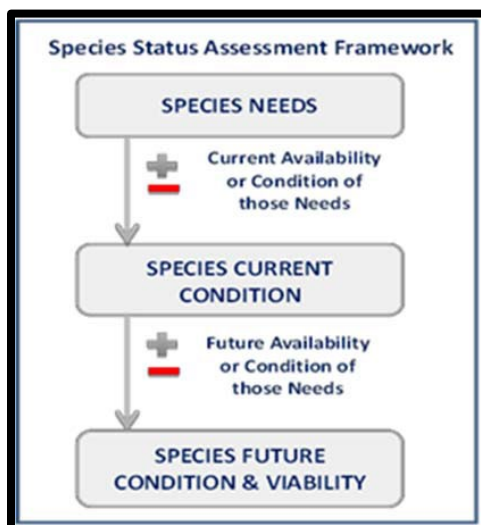 Species Status Assessment Framework
SPECIES NEEDS
Current Availability
or Condition of
those Needs
SPECIES CURRENT
CONDITION
Future Availability
or Condition of
those Needs
SPECIES FUTURE
CONDITION & VIABILITY